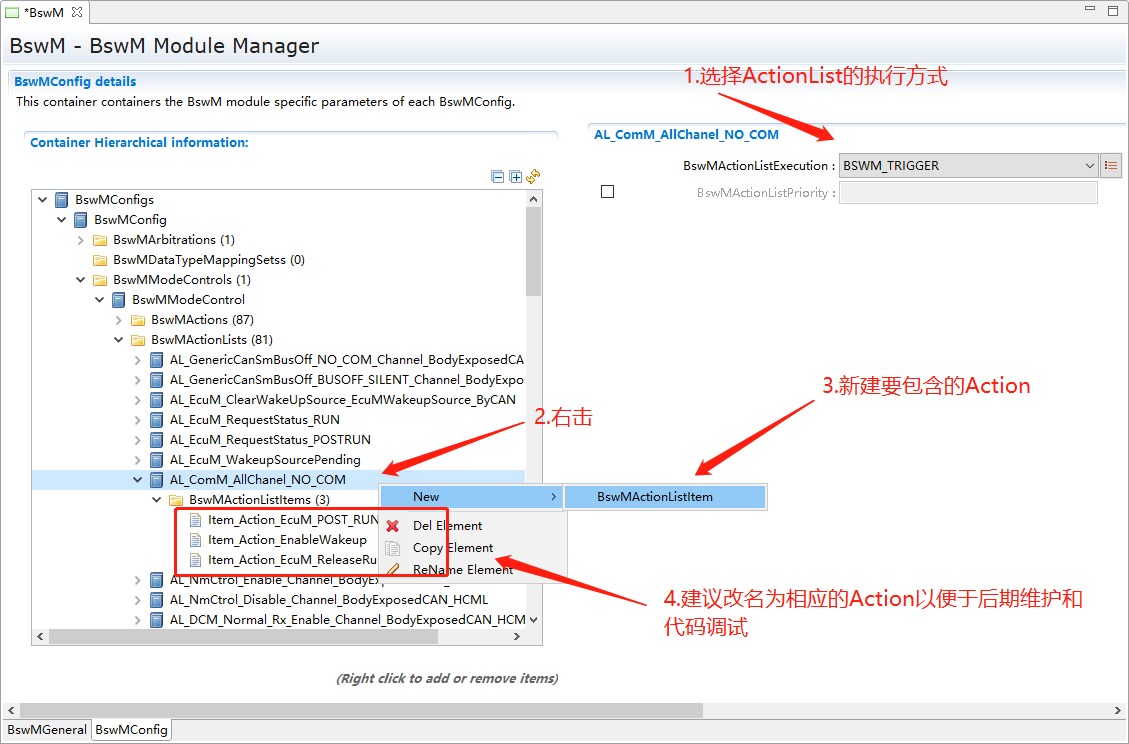 *BswM
BswM - BswM Module Manager
BswMConfig details
This container containers the BswM module specific parameters of each BswMConfig.
1.选择ActionList的执行方式
Container Hierarchical information:
AL_ComM_AllChanel_NO_COM
BswMActionListExecution : BSWM_TRIGGER
BswMActionListPriority :
BswMConfigs
BswMConfig
BswMArbitrations (1)
BswMDataTypeMappingSetss (0)
BswMModeControls (1)
BswMModeControl
BswMActions (87)
BswMActionLists (81)
AL_GenericCanSmBusOff_NO_COM_Channel_BodyExposedCA
AL_GenericCanSmBusOff_BUSOFF_SILENT_Channel_BodyExpo
AL_EcuM_ClearWakeUpSource_EcuMWakeupSource_ByCAN
AL_EcuM_RequestStatus_RUN
AL_EcuM_RequestStatus_POSTRUN
AL_EcuM_WakeupSourcePending
AL_ComM_AllChanel_NO_COM
BswMActionListItems (3)
Item_Action_EcuM_POST_RUN
Item_Action_EnableWakeup
Item_Action_EcuM_ReleaseRu
AL_NmCtrol_Enable_Channel_BodyExp
AL_NmCtrol_Disable_Channel_BodyExposedCAN_HCML
AL_DCM_Normal_Rx_Enable_Channel_BodyExposedCAN_HCM
2.右击
3.新建要包含的Action
New
BswMActionListItem
Del Element
Copy Element
ReName Element
4.建议改名为相应的Action以便于后期维护和
代码调试
(Right click to add or remove items)
BswMGeneral
BswMConfig